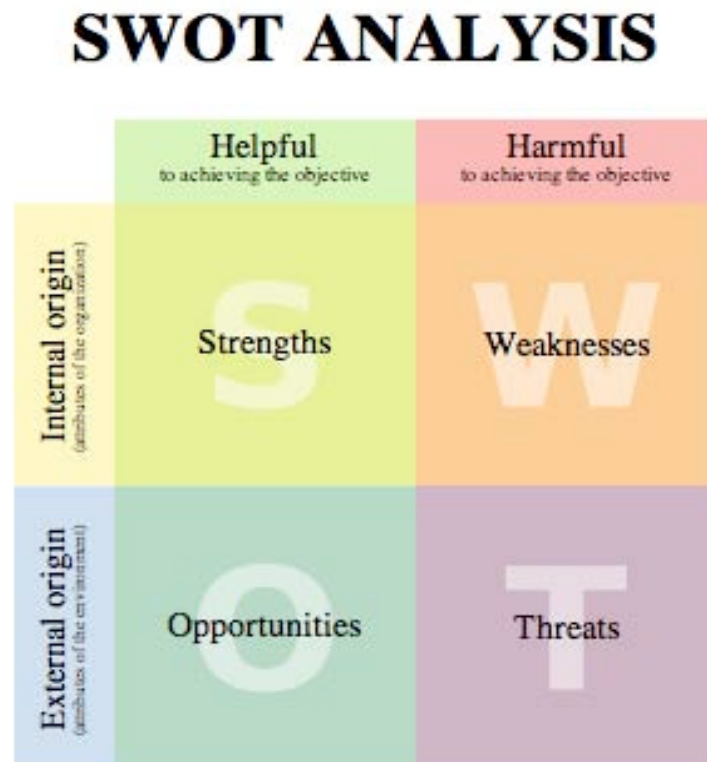 SWOT ANALYSIS
Helpful
to achieving the objective
Harmful
to achieving the objective
Internal origin
(attributes of the organization)
S
Strengths
W
Weaknesses
External origin
(attributes of the environment)
O
Opportunities
T
Threats